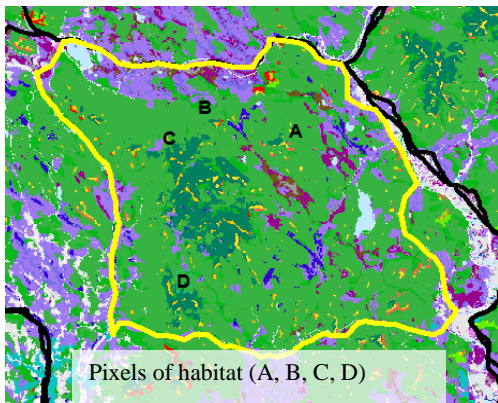 B
A
C
D
Pixels of habitat (A, B, C, D)